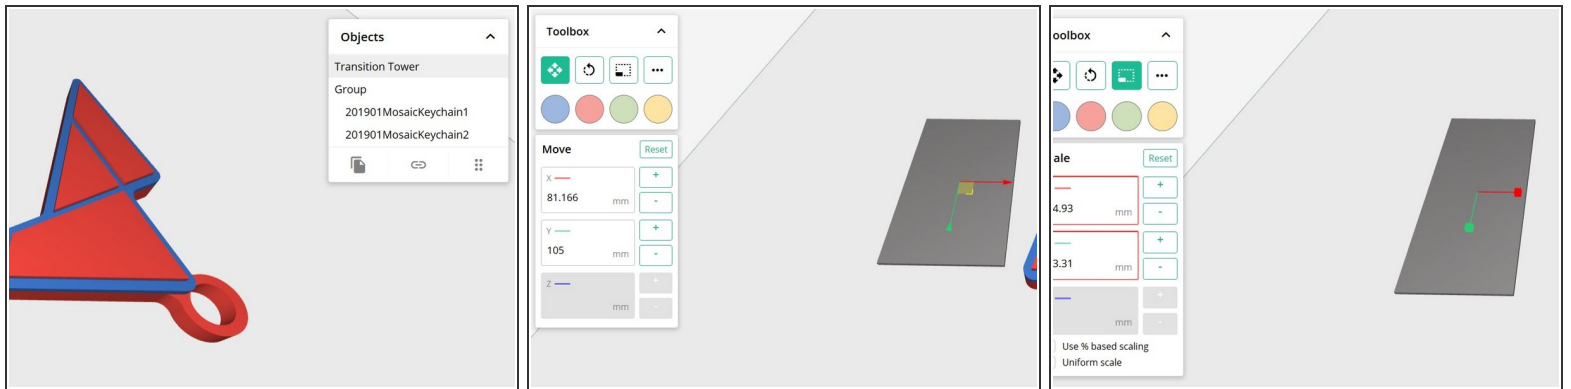 Objects
Transition Tower
Group
201901MosaicKeychain1
201901MosaicKeychain2
Toolbox
Move
Reset
X
+
81.166
mm
-
Y
+
105
mm
-
Z
+
mm
-
oolbox
ale
Reset
+
4.93
mm
-
+
3.31
mm
-
+
mm
-
Use % based scaling
Uniform scale